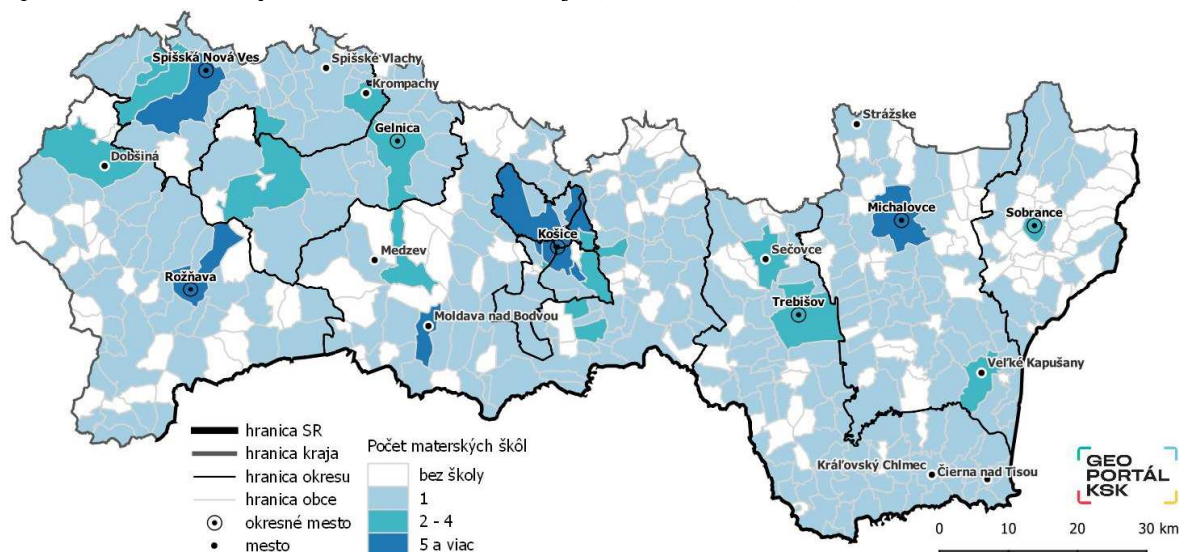 Spišská Nová Ves
Spišské Vlachy
Krompachy
Strážske
Gelnica
Dobšiná
Michalovce
Sobrance
Košice
Medzev
Sečovce
Rožňava
Trebišov
Moldava nad Bodvou
Veľké Kapušany
Kráľovský Chlmec
Čierna nad Tisou
hranica SR
hranica kraja
hranica okresu
hranica obce
okresné mesto
mesto
Počet materských škôl
bez školy
1
2 - 4
5 a viac
GEO
PORTÁL
KSK
0 10 20 30 km